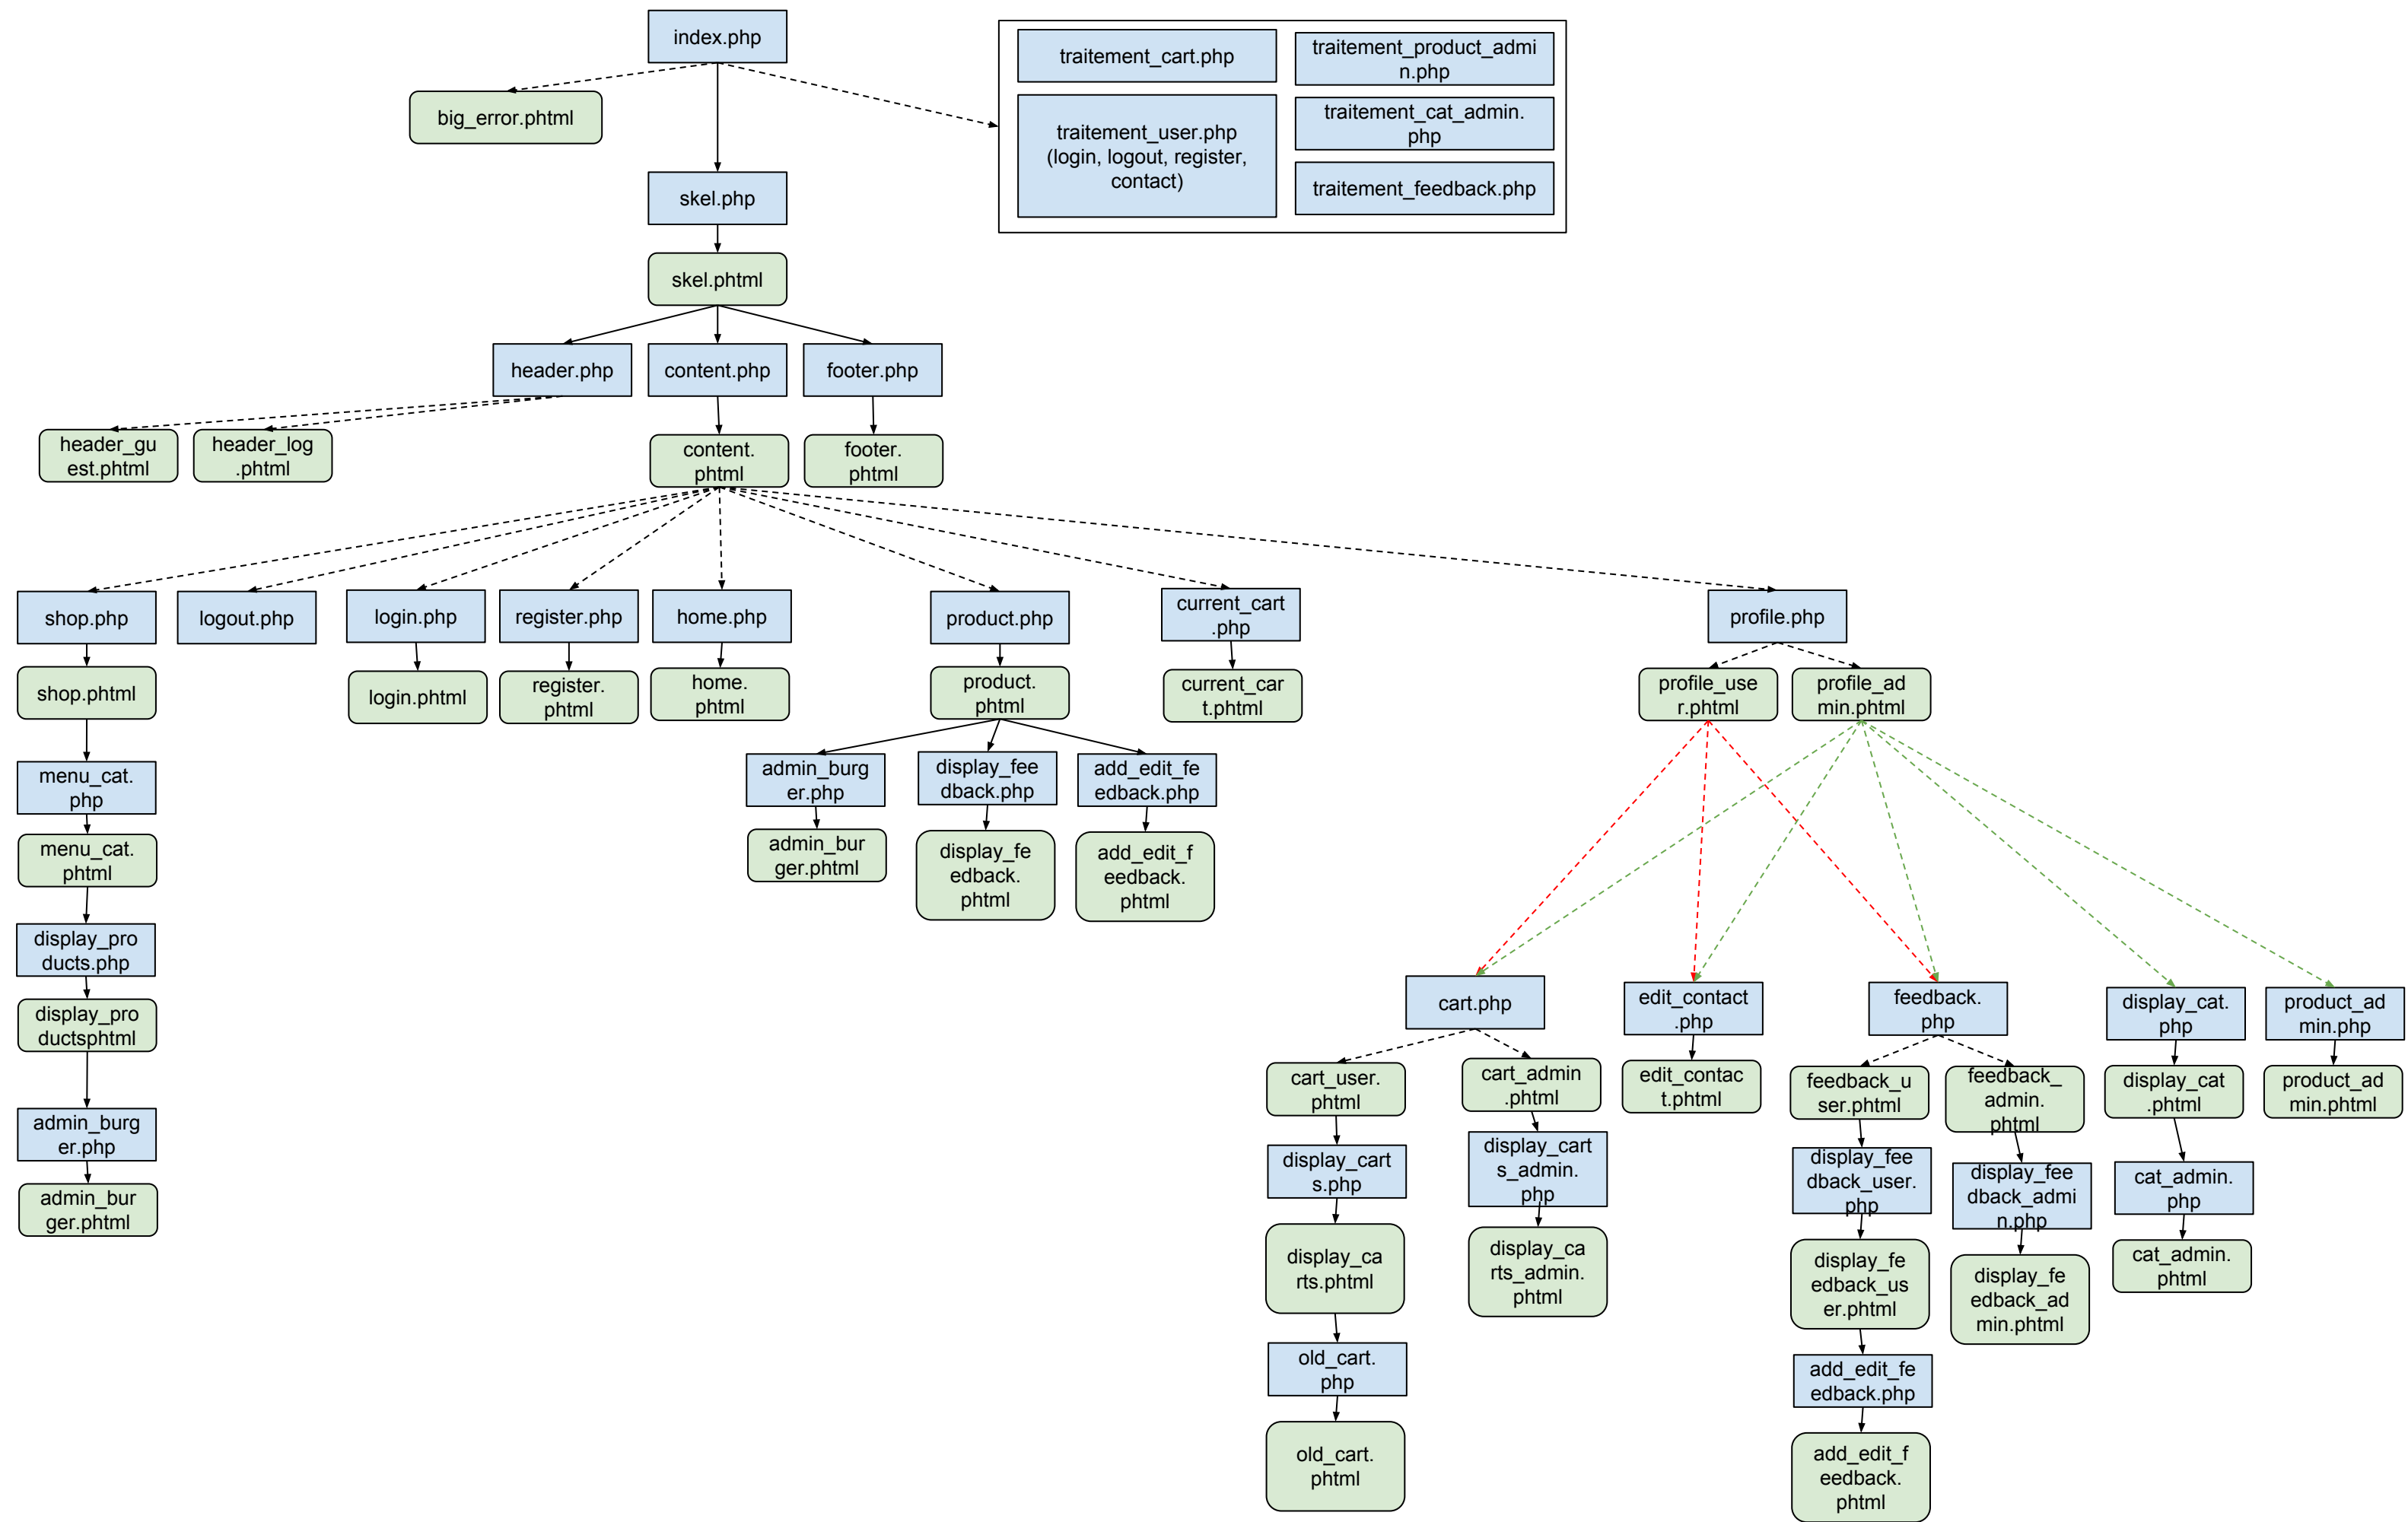 index.php
traitement_cart.php
traitement_product_admi
n.php
big_error.phtml
traitement_user.php
(login, logout, register,
contact)
traitement_cat_admin.
php
traitement_feedback.php
skel.php
skel.phtml
header.php
content.php
footer.php
header_gu
est.phtml
header_log
.phtml
content.
phtml
footer.
phtml
shop.php
logout.php
login.php
register.php
home.php
product.php
current_cart
.php
profile.php
shop.phtml
login.phtml
register.
phtml
home.
phtml
product.
phtml
current_car
t.phtml
profile_use
r.phtml
profile_ad
min.phtml
menu_cat.
php
admin_burg
er.php
display_fee
dback.php
add_edit_fe
edback.php
menu_cat.
phtml
admin_bur
ger.phtml
display_fe
edback.
phtml
add_edit_f
eedback.
phtml
display_pro
ducts.php
display_pro
ductsphtml
admin_burg
er.php
admin_bur
ger.phtml
cart.php
edit_contact
.php
feedback.
php
display_cat.
php
product_ad
min.php
cart_user.
phtml
cart_admin
.phtml
edit_contac
t.phtml
feedback_u
ser.phtml
feedback_
admin.
phtml
display_cat
.phtml
product_ad
min.phtml
display_cart
s.php
display_cart
s_admin.
php
display_fee
dback_user.
php
display_fee
dback_admi
n.php
cat_admin.
php
display_ca
rts.phtml
display_ca
rts_admin.
phtml
display_fe
edback_us
er.phtml
display_fe
edback_ad
min.phtml
cat_admin.
phtml
old_cart.
php
add_edit_fe
edback.php
old_cart.
phtml
add_edit_f
eedback.
phtml